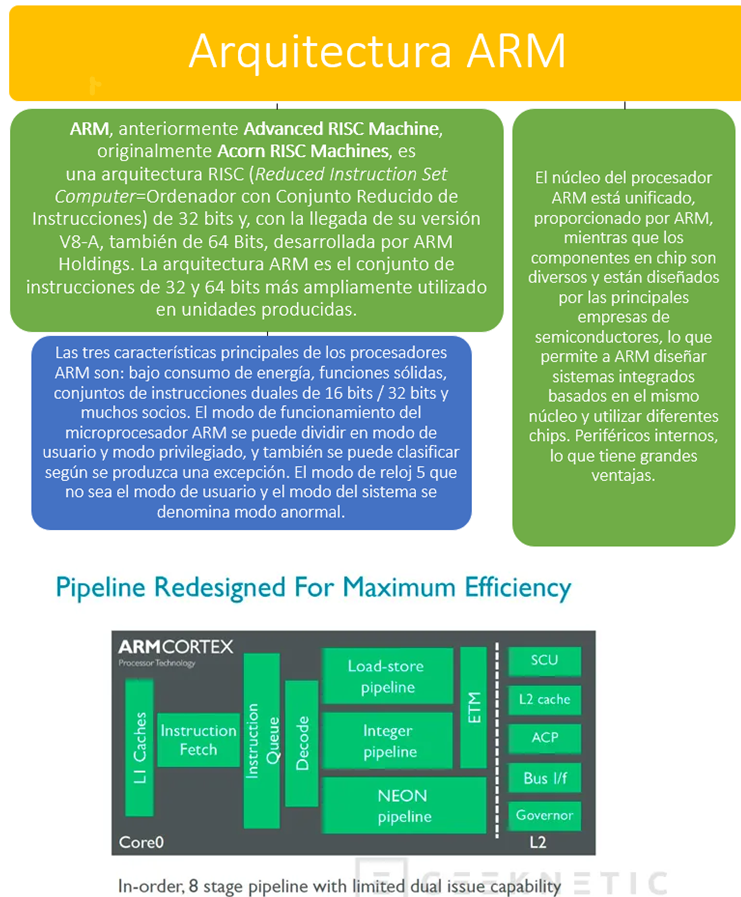 Arquitectura ARM
ARM, anteriormente Advanced RISC Machine,
originalmente Acorn RISC Machines, es
una arquitectura RISC (Reduced Instruction Set
Computer=Ordenador con Conjunto Reducido de
Instrucciones) de 32 bits y, con la llegada de su versión
V8-A, también de 64 Bits, desarrollada por ARM
Holdings. La arquitectura ARM es el conjunto de
instrucciones de 32 y 64 bits más ampliamente utilizado
en unidades producidas.
El núcleo del procesador
ARM está unificado,
proporcionado por ARM,
mientras que los
componentes en chip son
diversos y están diseñados
por las principales
empresas de
semiconductores, lo que
permite a ARM diseñar
sistemas integrados
basados en el mismo
núcleo y utilizar diferentes
chips. Periféricos internos,
lo que tiene grandes
ventajas.
Las tres características principales de los procesadores
ARM son: bajo consumo de energía, funciones sólidas,
conjuntos de instrucciones duales de 16 bits / 32 bits y
muchos socios. El modo de funcionamiento del
microprocesador ARM se puede dividir en modo de
usuario y modo privilegiado, y también se puede clasificar
según se produzca una excepción. El modo de reloj 5 que
no sea el modo de usuario y el modo del sistema se
denomina modo anormal.
Pipeline Redesigned For Maximum Efficiency
ARMCORTEX
Processor Technology
L1 Caches
Instruction
Fetch
Instruction
Queue
Decode
Load-store
pipeline
Integer
pipeline
NEON
pipeline
ETM
SCU
L2 cache
ACP
Bus I/f
Governor
Core0
L2
GEEKNETIC
In-order, 8 stage pipeline with limited dual issue capability